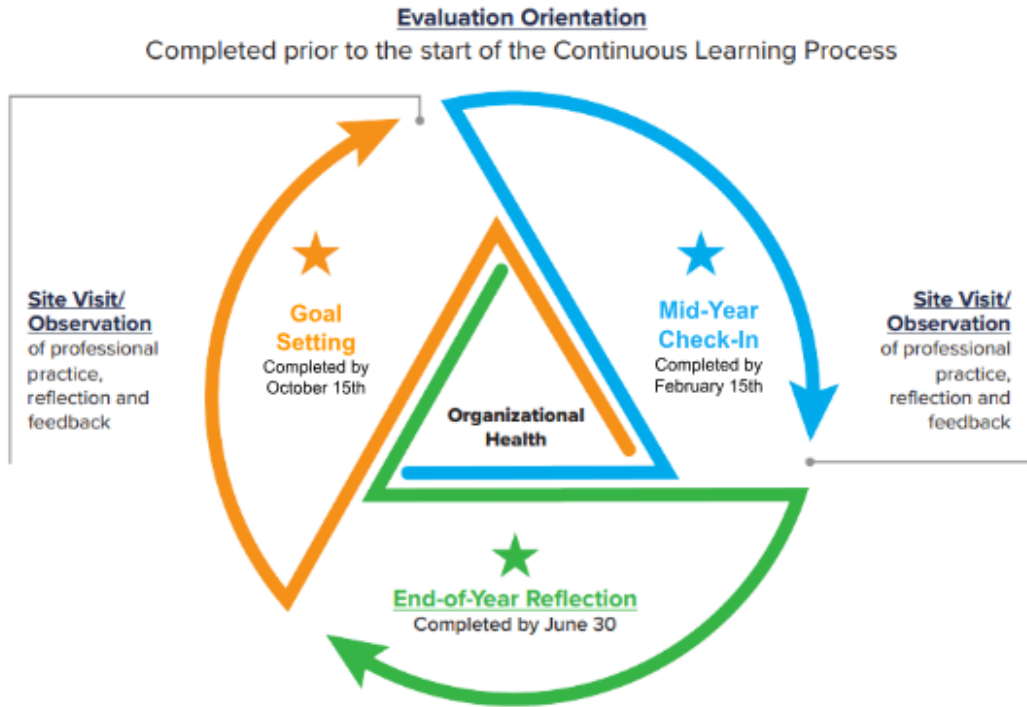 Evaluation Orientation
Completed prior to the start of the Continuous Learning Process
Site Visit/
Observation
of professional
practice,
reflection and
feedback
Goal
Setting
Completed by
October 15th
Organizational
Health
Mid-Year
Check-In
Completed by
February 15th
Site Visit/
Observation
of professional
practice,
reflection and
feedback
End-of-Year Reflection
Completed by June 30